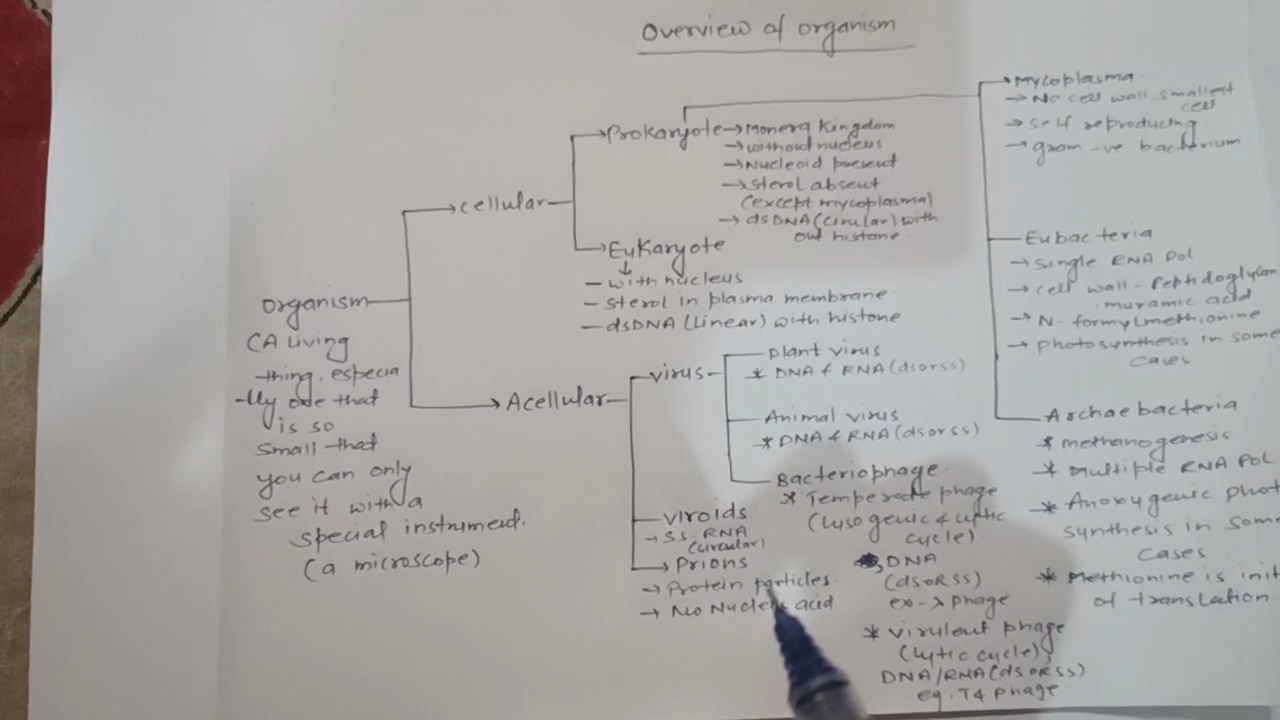 Overview of organism
organism
(A Living
thing, especia
-lly one that
is so
small that
you can only
see it with a
special instrument.
(a microscope)
cellular
Prokaryote → Monera kingdom
→ without nucleus
→ Nucleoid present
→ sterol absent
(except mycoplasma)
→ dsDNA (cirular) with
out histone
Eukaryote
- with nucleus
- sterol in plasma membrane
- dsDNA (Linear) with histone
Mycoplasma
→ No cell wall, smallest
cell
→ self reproducing
→ gram -ve bacterium
Eubacteria
→ single RNA Pol
→ cell wall - Peptidoglycan
muramic acid
→ N-formylmethionine
→ photosynthesis in some
cases
Archaebacteria
* methanogenesis
* Multiple RNA Pol
* Anoxygenic phot
synthesis in som
cases
* Methionine is init
of translation
Acellular
virus
plant virus
* DNA & RNA (ds or ss)
Animal virus
* DNA & RNA (ds or ss)
Bacteriophage
* Temperate phage
(Lysogenic & Lytic
cycle)
DNA
(ds OR ss)
ex - λ phage
* virulent phage
(Lytic cycle),
DNA/RNA (ds OR ss)
eg. T4 phage
viroids
→ SS-RNA
(circular)
Prions
→ Protein particles
→ No Nucleic acid